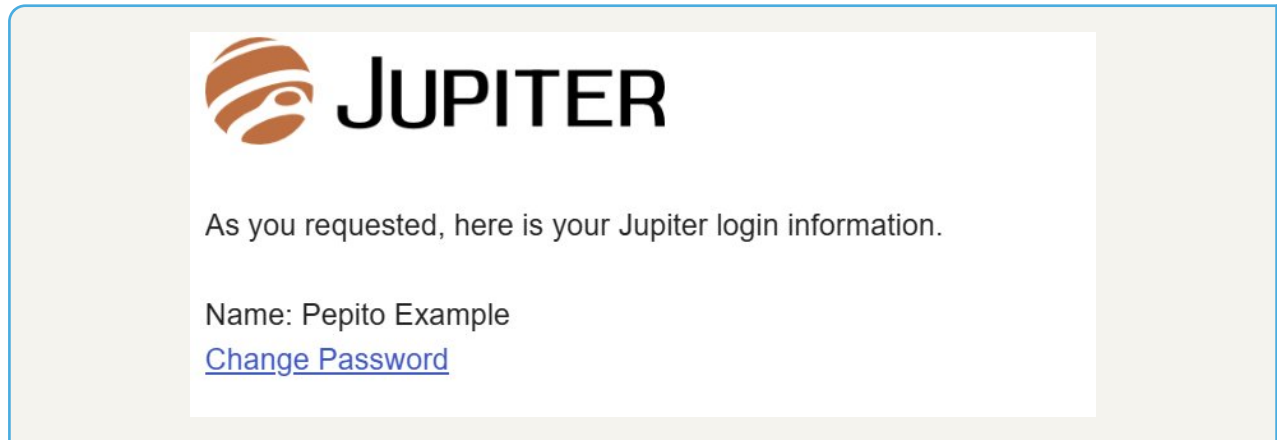 JUPITER
As you requested, here is your Jupiter login information.
Name: Pepito Example
Change Password